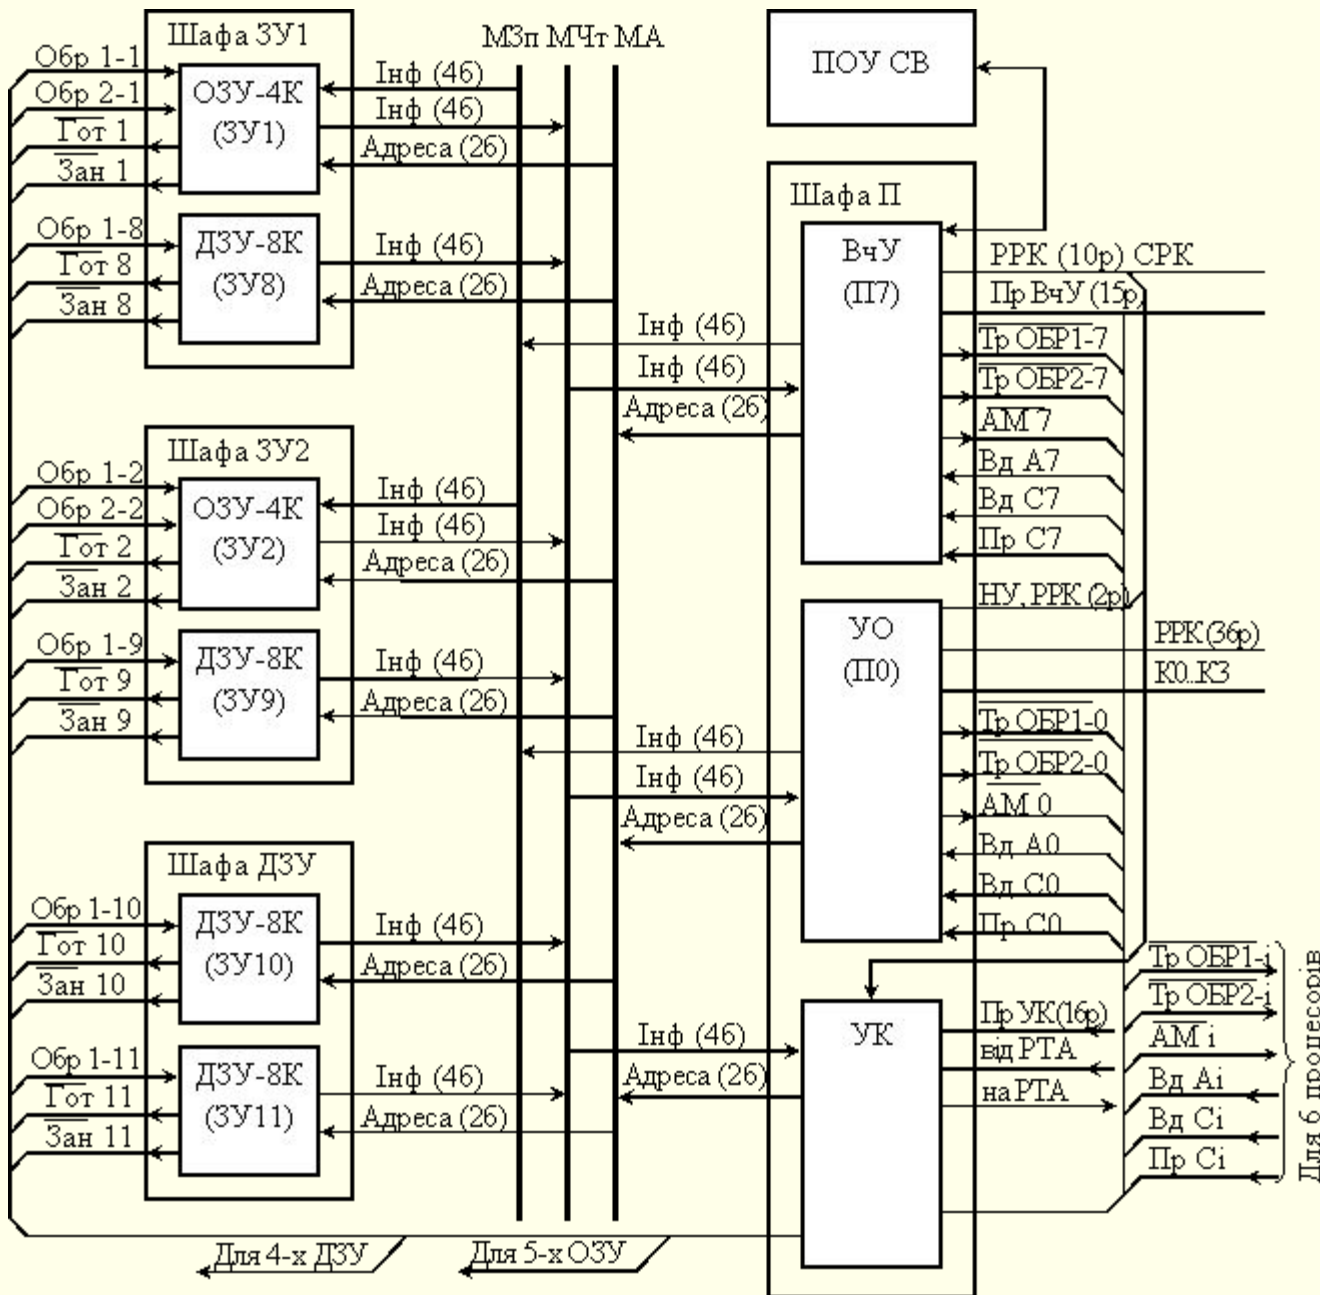 Шафа ЗУ1
Обр 1-1
Обр 2-1
Гот 1
Зан 1
ОЗУ-4К
(ЗУ1)
Обр 1-8
Гот 8
Зан 8
ДЗУ-8К
(ЗУ8)
Інф (46)
Інф (46)
Адреса (26)
Інф (46)
Адреса (26)
Шафа ЗУ2
Обр 1-2
Обр 2-2
Гот 2
Зан 2
ОЗУ-4К
(ЗУ2)
Обр 1-9
Гот 9
Зан 9
ДЗУ-8К
(ЗУ9)
Інф (46)
Інф (46)
Адреса (26)
Інф (46)
Адреса (26)
Шафа ДЗУ
Обр 1-10
Гот 10
Зан 10
ДЗУ-8К
(ЗУ10)
Обр 1-11
Гот 11
Зан 11
ДЗУ-8К
(ЗУ11)
Інф (46)
Адреса (26)
Інф (46)
Адреса (26)
Для 4-х ДЗУ
Для 5-х ОЗУ
МЗп МЧт МА
Інф (46)
Інф (46)
Адреса (26)
Інф (46)
Інф (46)
Адреса (26)
Інф (46)
Адреса (26)
ПОУ СВ
Шафа П
ВчУ
(П7)
РРК (10р) СРК
Пр ВчУ (15р)
Тр ОБР1-7
Тр ОБР2-7
АМ 7
Вд А7
Вд С7
Пр С7
УО
(П0)
НУ, РРК (2р)
РРК (36р)
К0..К3
Тр ОБР1-0
Тр ОБР2-0
АМ 0
Вд А0
Вд С0
Пр С0
УК
Пр УК (16р)
від РТА
на РТА
Тр ОБР1-і
Тр ОБР2-і
АМ і
Вд Аі
Вд Сі
Пр Сі
Для 6 процесорів